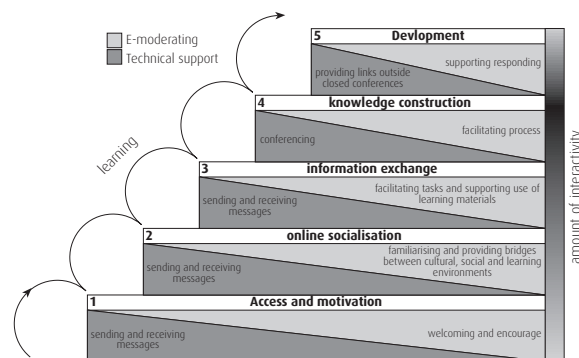 E-moderating
Technical support
5 Devlopment
supporting responding
providing links outside
closed conferences
4 knowledge construction
facilitating process
conferencing
learning
3 information exchange
facilitating tasks and supporting use of
learning materials
sending and receiving
messages
2 online socialisation
familiarising and providing bridges
between cultural, social and learning
environments
sending and receiving
messages
1 Access and motivation
welcoming and encourage
sending and receiving
messages
amount of interactivity